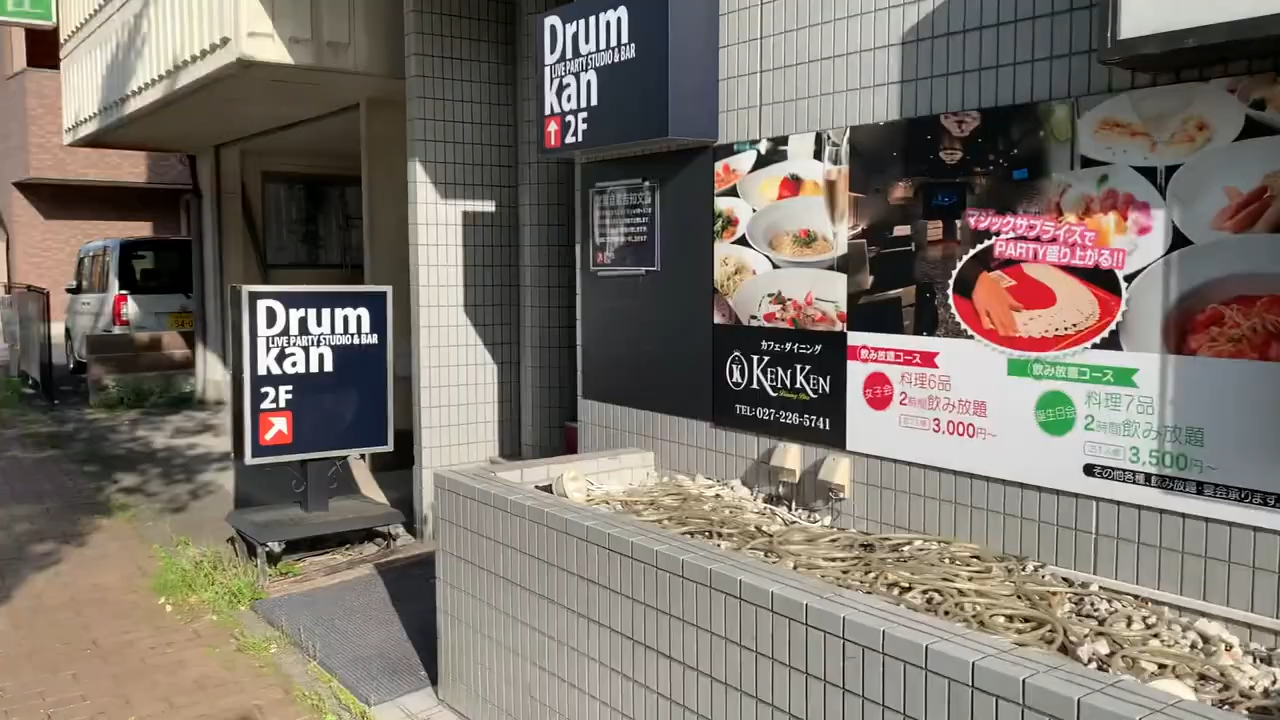 Drum
LIVE PARTY STUDIO & BAR
kan
2F
Drum
LIVE PARTY STUDIO & BAR
kan
2F
マジックサプライズで
PARTY盛り上がる!!
カフェ・ダイニング
KEN KEN
Dining Bar
TEL:027-226-5741
飲み放題コース
女子会
料理6品
2時間飲み放題
3,000円~
飲み放題コース
誕生日会
料理7品
2時間飲み放題
3,500円~
その他各種、飲み放題・宴会承ります